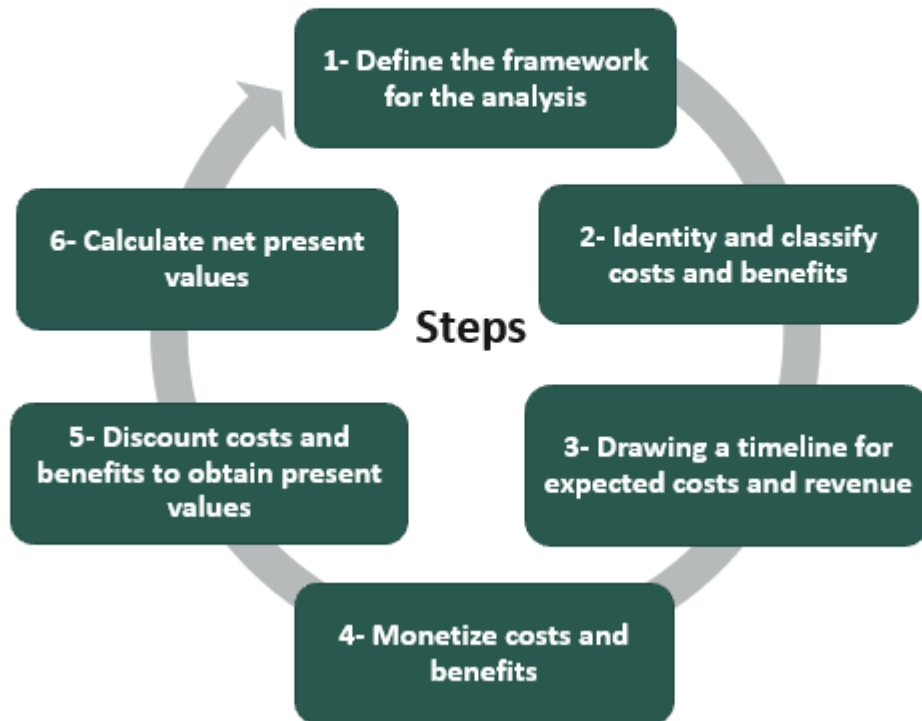 1- Define the framework
for the analysis
2- Identity and classify
costs and benefits
3- Drawing a timeline for
expected costs and revenue
4- Monetize costs and
benefits
5- Discount costs and
benefits to obtain present
values
6- Calculate net present
values
Steps